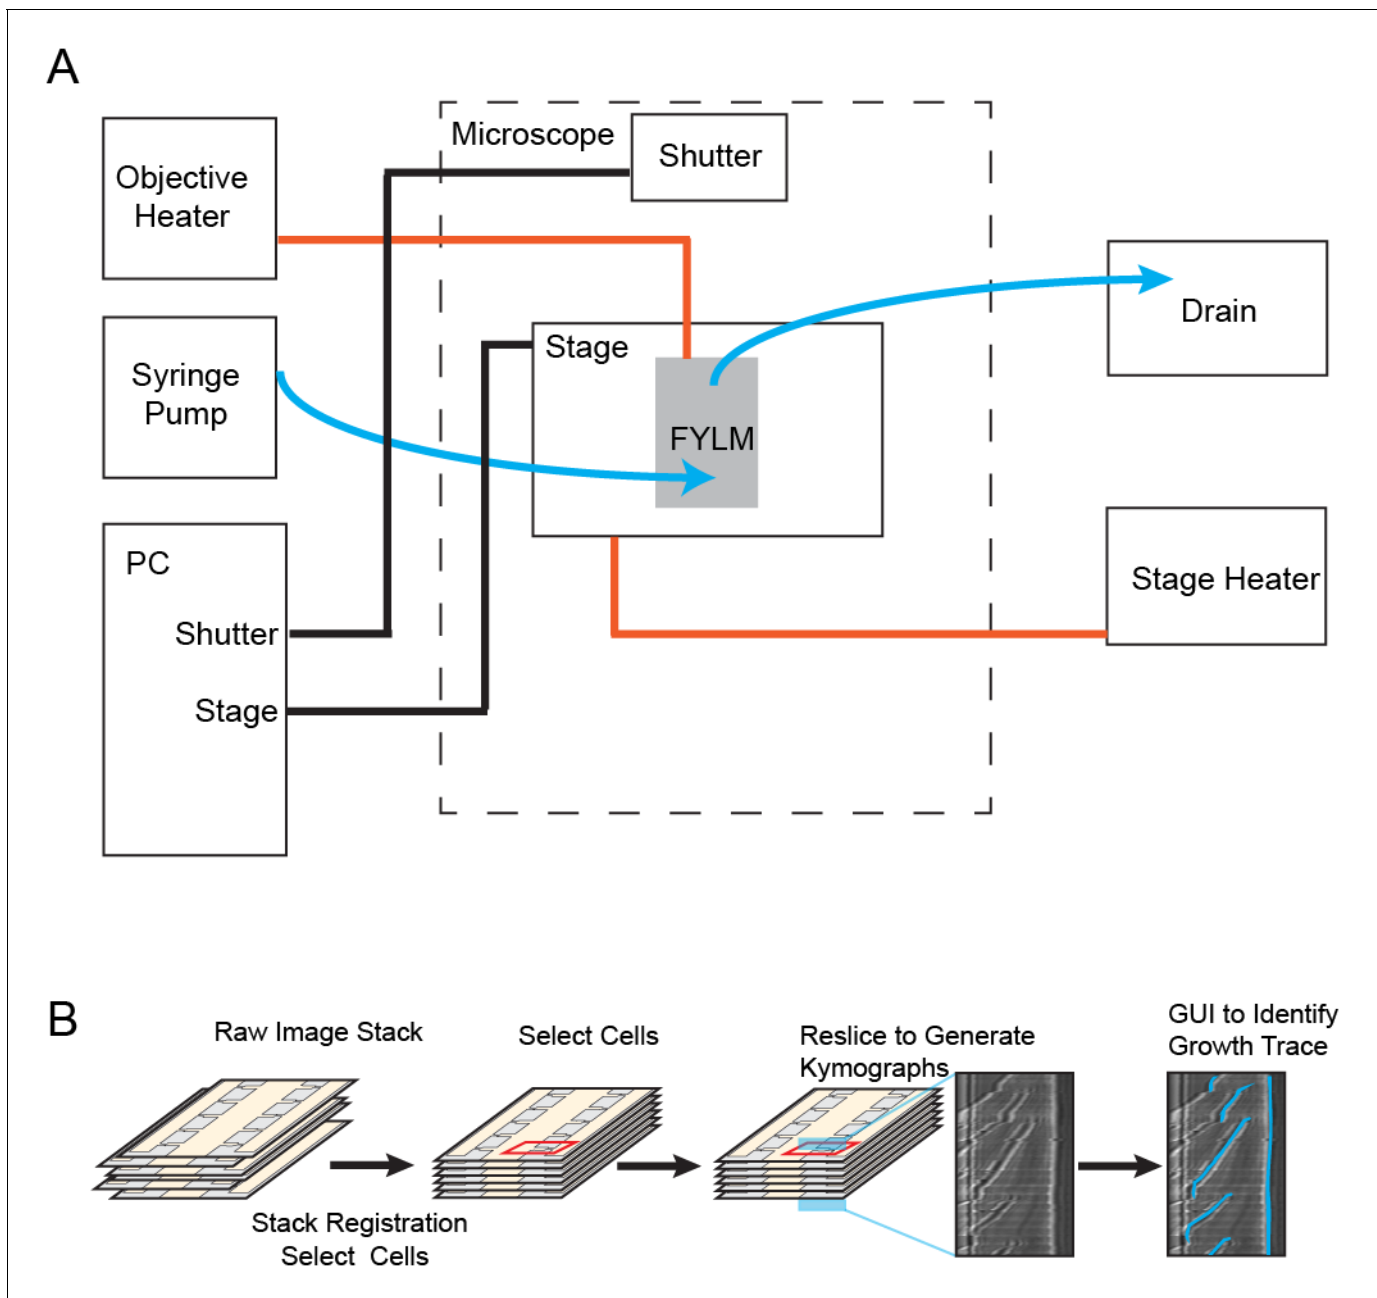 A
Microscope
Shutter
Objective
Heater
Syringe
Pump
Stage
FYLM
Drain
Stage Heater
PC
Shutter
Stage
B
Raw Image Stack
Select Cells
Reslice to Generate
Kymographs
GUI to Identify
Growth Trace
Stack Registration
Select Cells